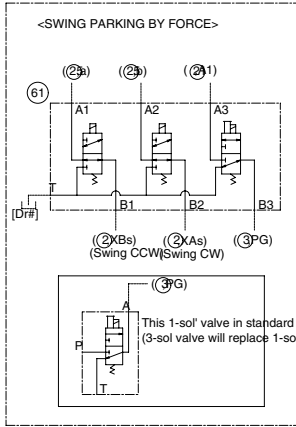 <SWING PARKING BY FORCE>
(25a) (25b) (2A1)
61
A1 A2 A3
T
[Dr#]
B1 B2 B3
(2XBs) (2XAs) (3PG)
(Swing CCW) (Swing CW)
(3PG)
A
This 1-sol' valve in standard
(3-sol valve will replace 1-so
P
T